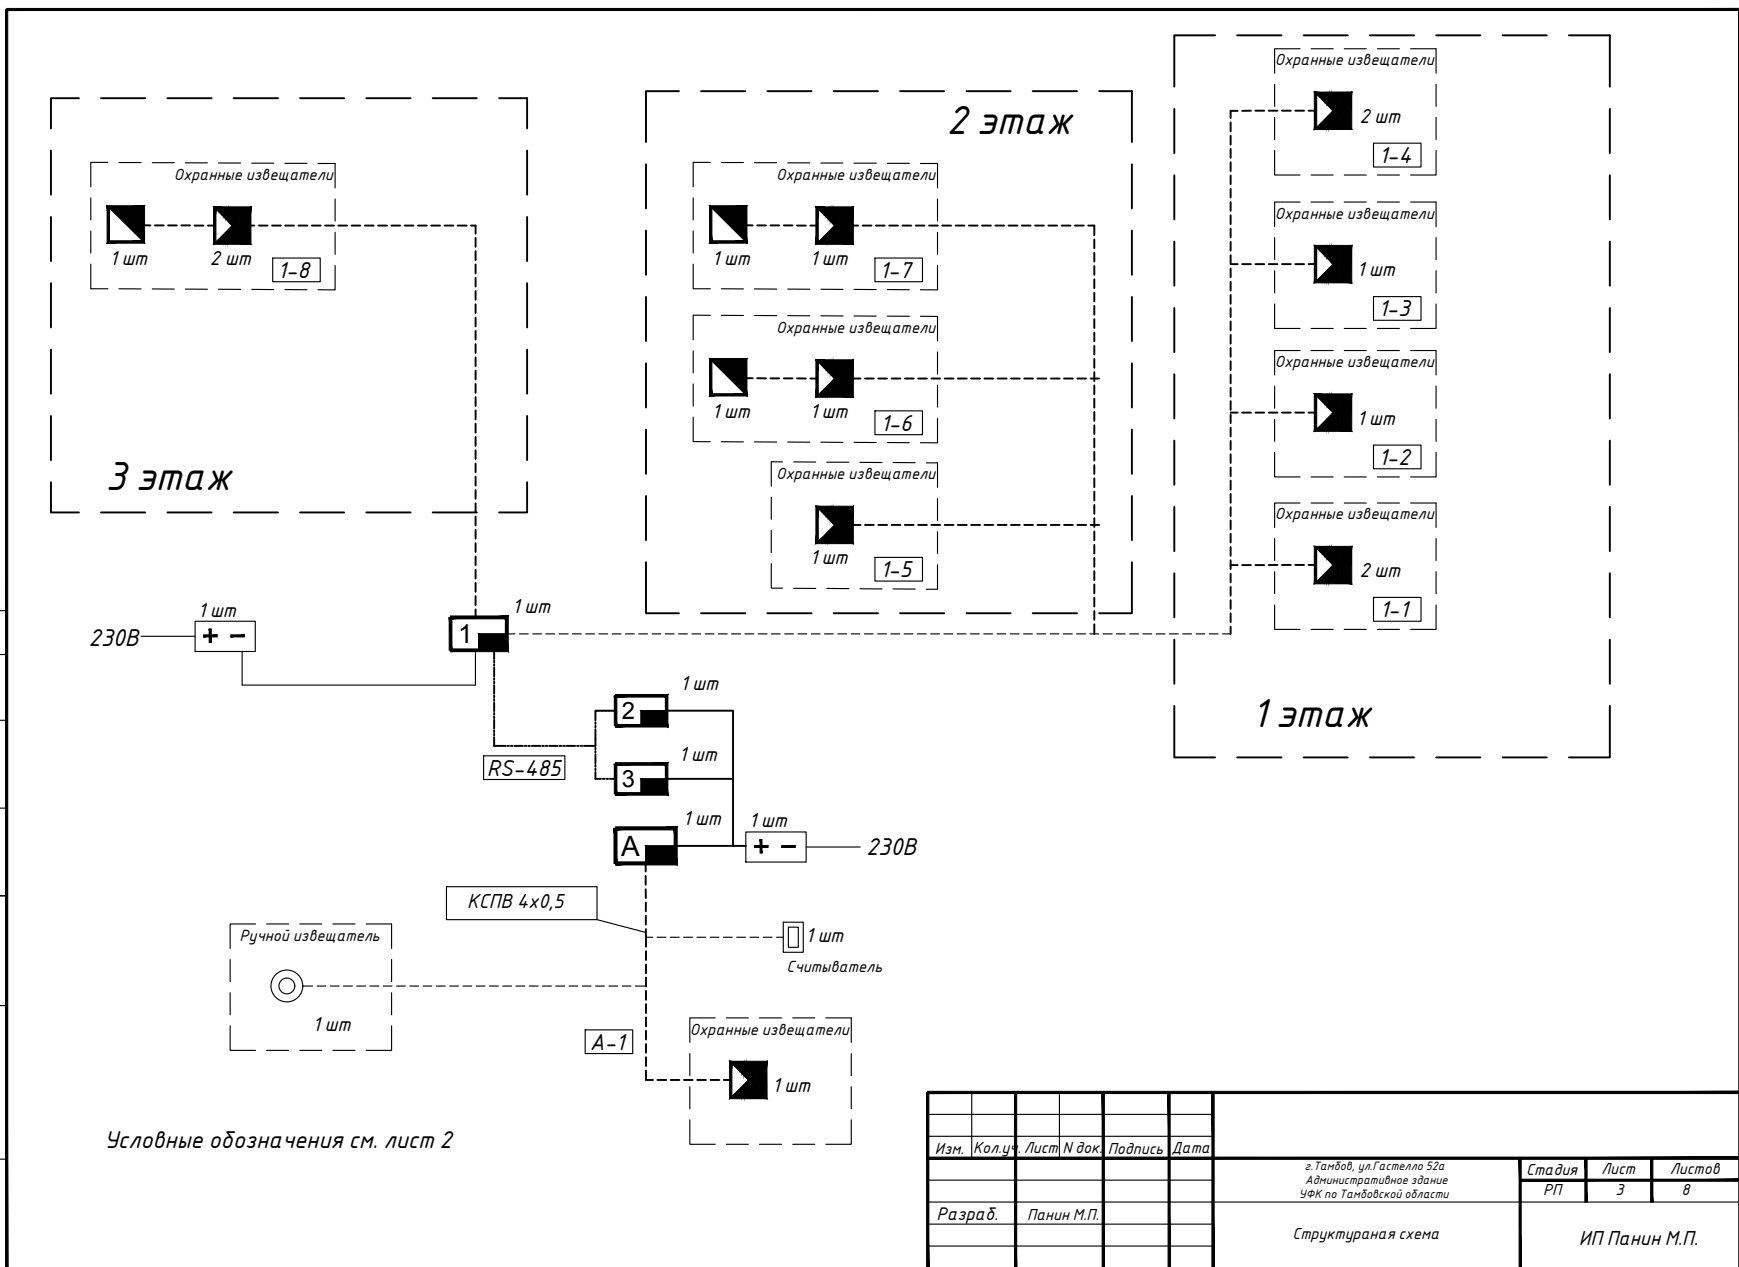 3 этаж
Охранные извещатели
1 шт
2 шт
1-8
2 этаж
Охранные извещатели
1 шт
1 шт
1-7
Охранные извещатели
1 шт
1 шт
1-6
Охранные извещатели
1 шт
1-5
1 этаж
Охранные извещатели
2 шт
1-4
Охранные извещатели
1 шт
1-3
Охранные извещатели
1 шт
1-2
Охранные извещатели
2 шт
1-1
230В
1 шт
+ -
1
1 шт
RS-485
2
1 шт
3
1 шт
А
1 шт
1 шт
+ -
230В
КСПВ 4х0,5
1 шт
Считыватель
Ручной извещатель
1 шт
А-1
Охранные извещатели
1 шт
Условные обозначения см. лист 2
Изм. Кол.уч. Лист N док. Подпись Дата
Разраб. Панин М.П.
г.Тамбов, ул.Гастелло 52а
Административное здание
УФК по Тамбовской области
Стадия Лист Листов
РП 3 8
Структураная схема
ИП Панин М.П.